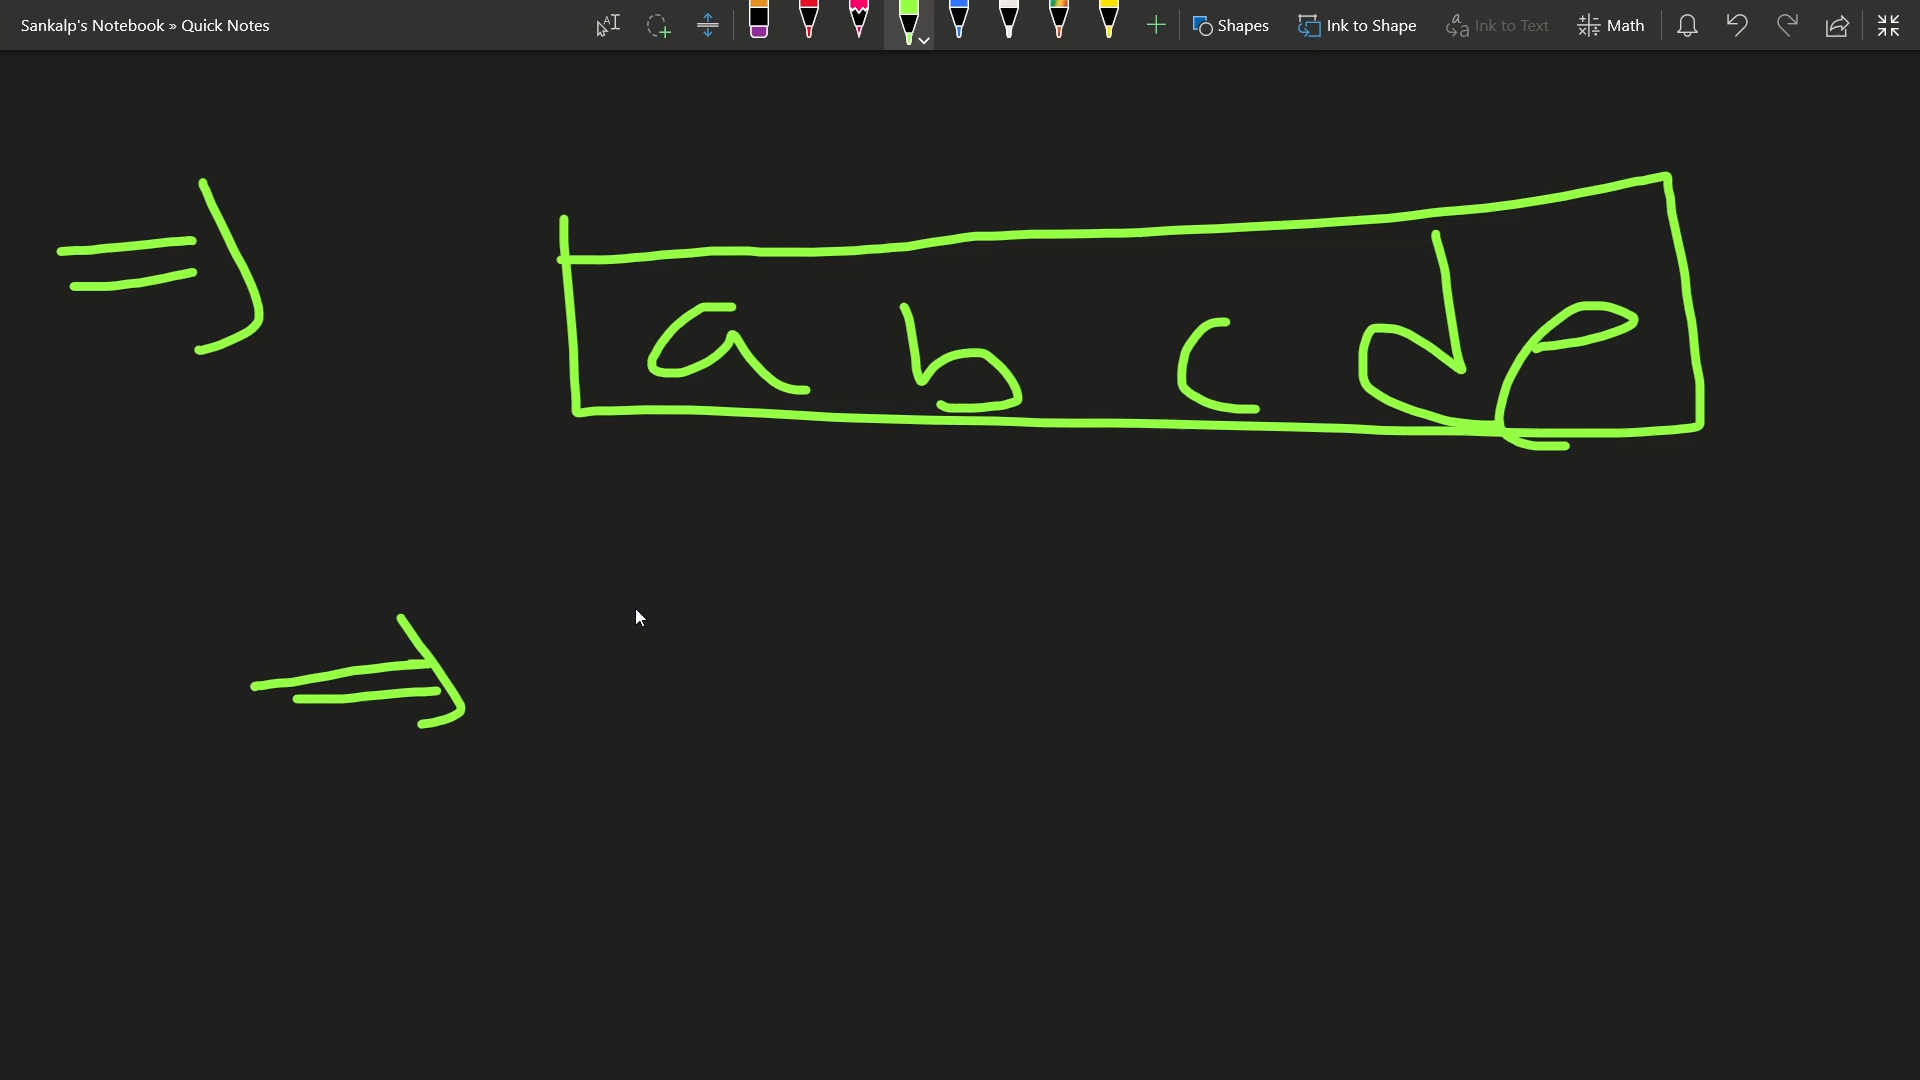 Sankalp's Notebook » Quick Notes
Shapes
Ink to Shape
Ink to Text
Math
⇒ a b c d e
⇒